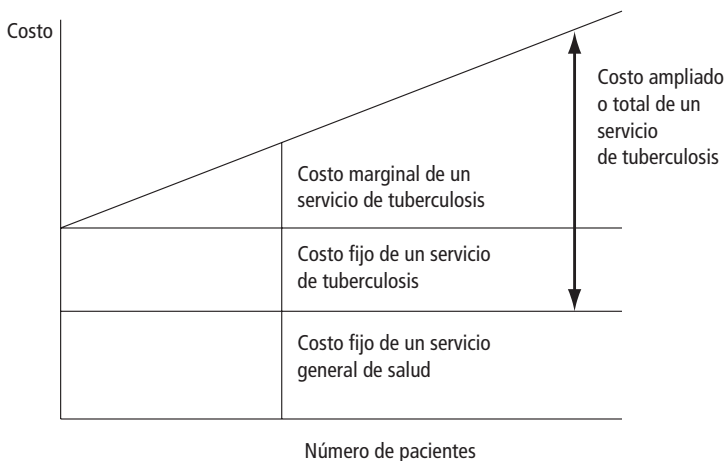 Costo
Costo ampliado
o total de un
servicio
de tuberculosis
Costo marginal de un
servicio de tuberculosis
Costo fijo de un servicio
de tuberculosis
Costo fijo de un servicio
general de salud
Número de pacientes